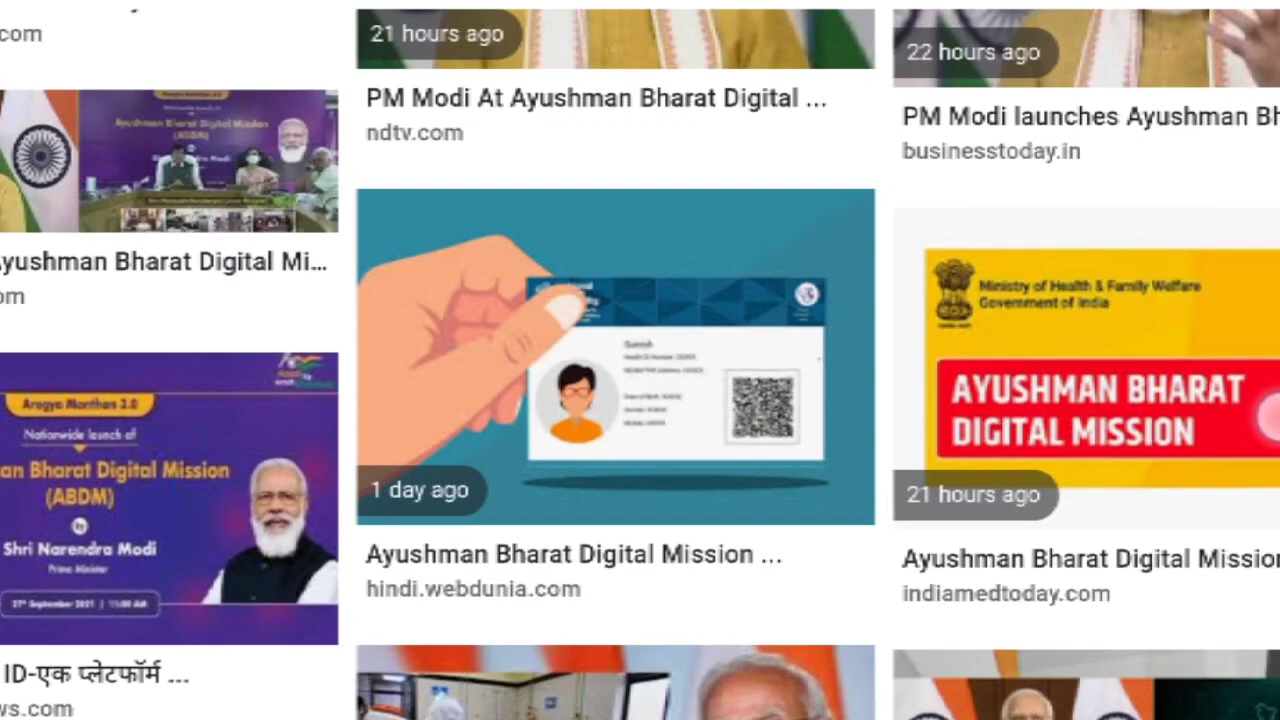 com
Ayushman Bharat Digital Mission
(ABDM)
yushman Bharat Digital Mi...
om
Arogya Manthan 3.0
Nationwide launch of
an Bharat Digital Mission
(ABDM)
by
Shri Narendra Modi
Prime Minister
27th September 2021 | 11:00 AM
ID-एक प्लेटफॉर्म ...
ws.com
21 hours ago
PM Modi At Ayushman Bharat Digital ...
ndtv.com
1 day ago
Ayushman Bharat Digital Mission ...
hindi.webdunia.com
22 hours ago
PM Modi launches Ayushman Bh
businesstoday.in
Ministry of Health & Family Welfare
Government of India
AYUSHMAN BHARAT
DIGITAL MISSION
21 hours ago
Ayushman Bharat Digital Mission
indiamedtoday.com